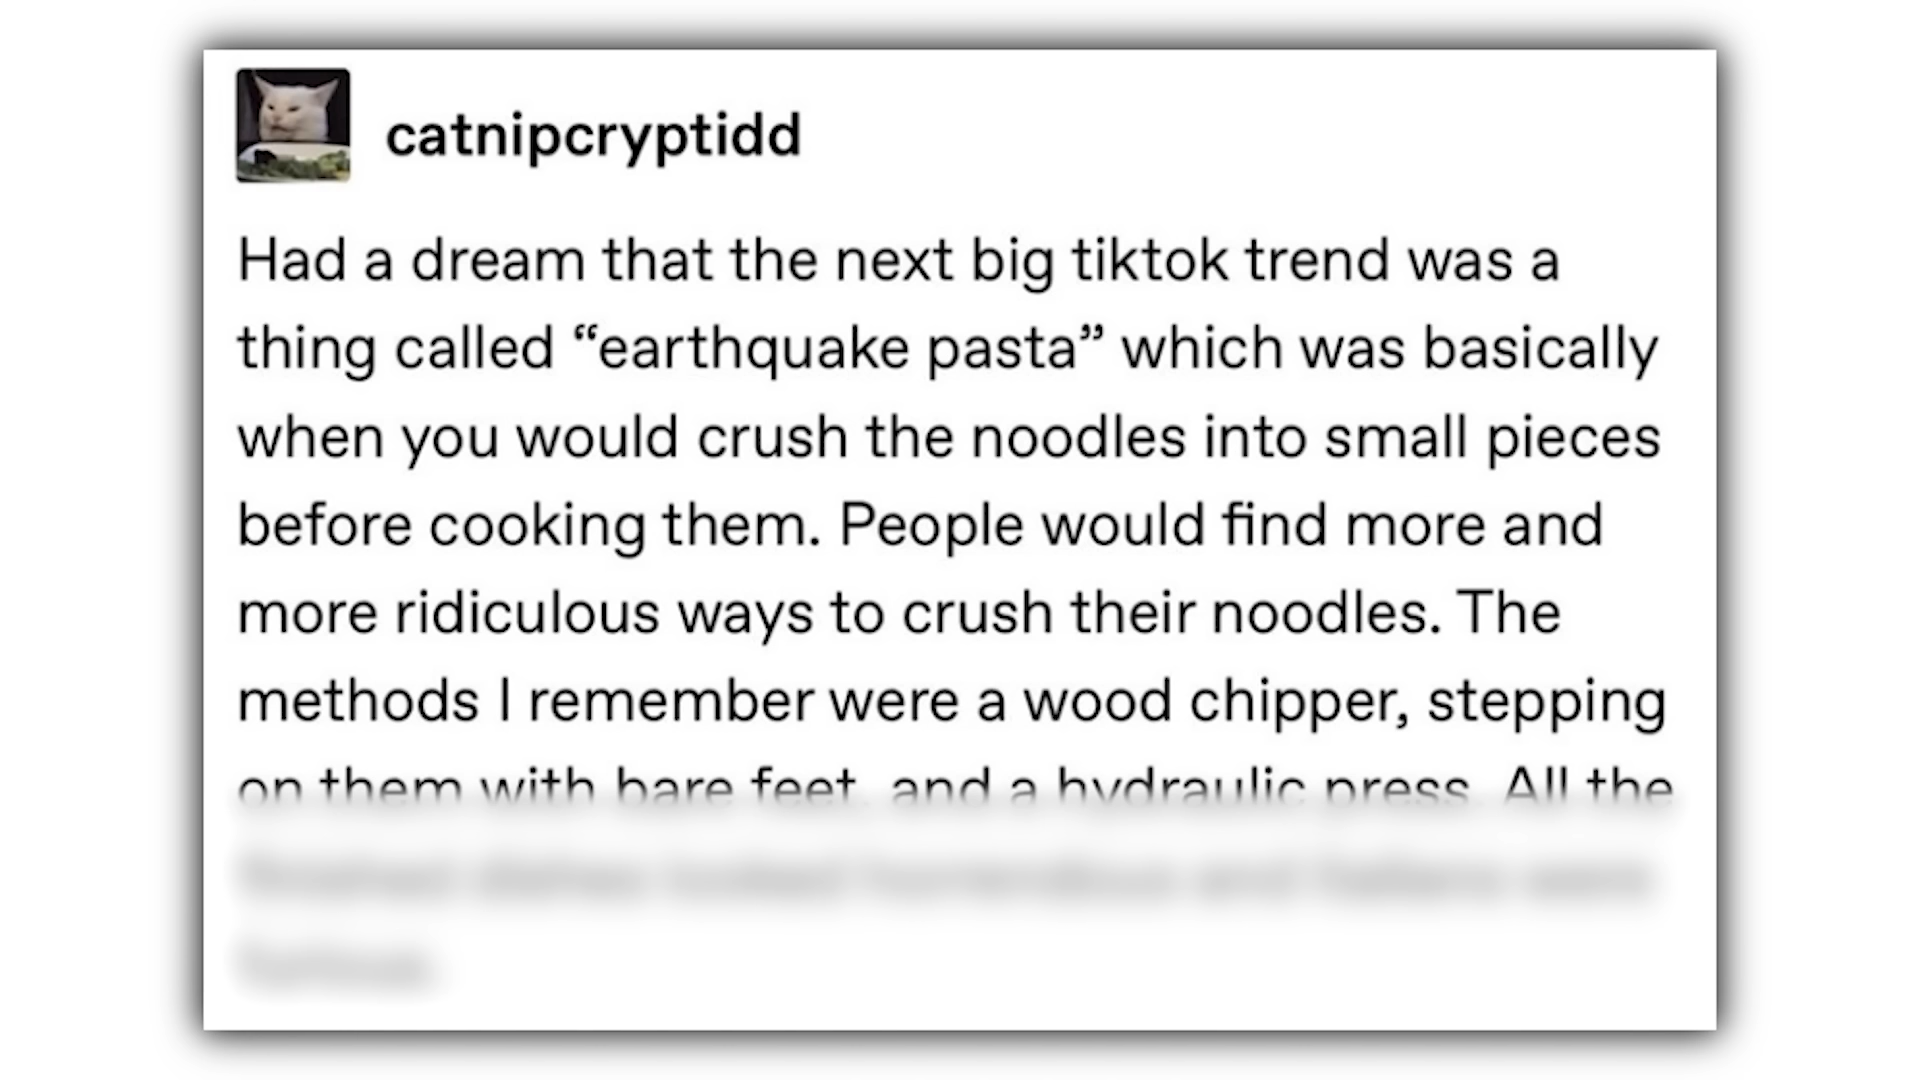 catnipcryptidd
Had a dream that the next big tiktok trend was a
thing called “earthquake pasta” which was basically
when you would crush the noodles into small pieces
before cooking them. People would find more and
more ridiculous ways to crush their noodles. The
methods I remember were a wood chipper, stepping
on them with bare feet, and a hydraulic press. All the